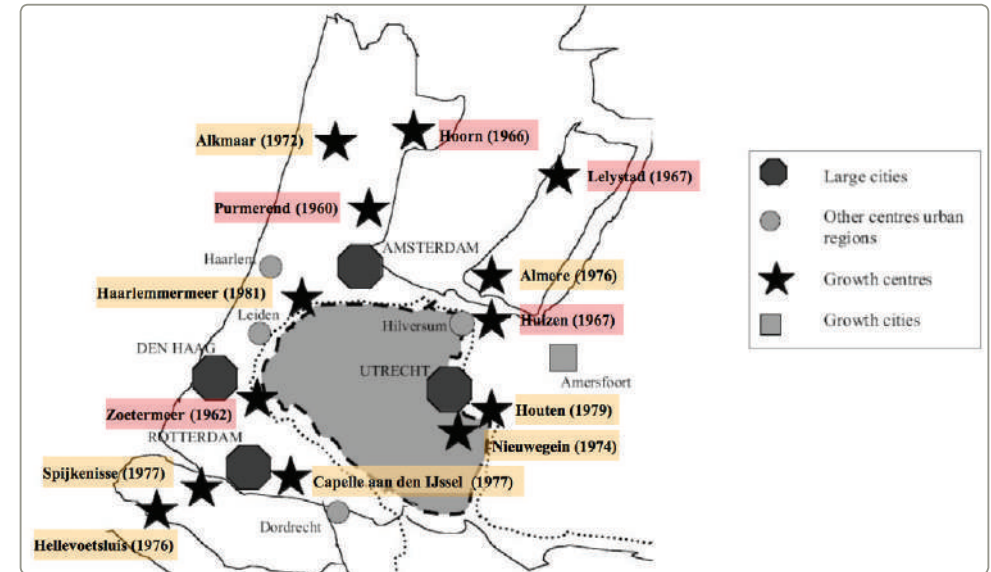 Alkmaar (1972)
Hoorn (1966)
Lelystad (1967)
Purmerend (1960)
AMSTERDAM
Haarlem
Almere (1976)
Haarlemmermeer (1981)
Leiden
Hilversum
Huizen (1967)
DEN HAAG
UTRECHT
Amersfoort
Zoetermeer (1962)
Houten (1979)
ROTTERDAM
Nieuwegein (1974)
Spijkenisse
(1977)
Capelle aan den IJssel (1977)
Dordrecht
Hellevoetsluis (1976)
Large cities
Other centres urban
regions
Growth centres
Growth cities